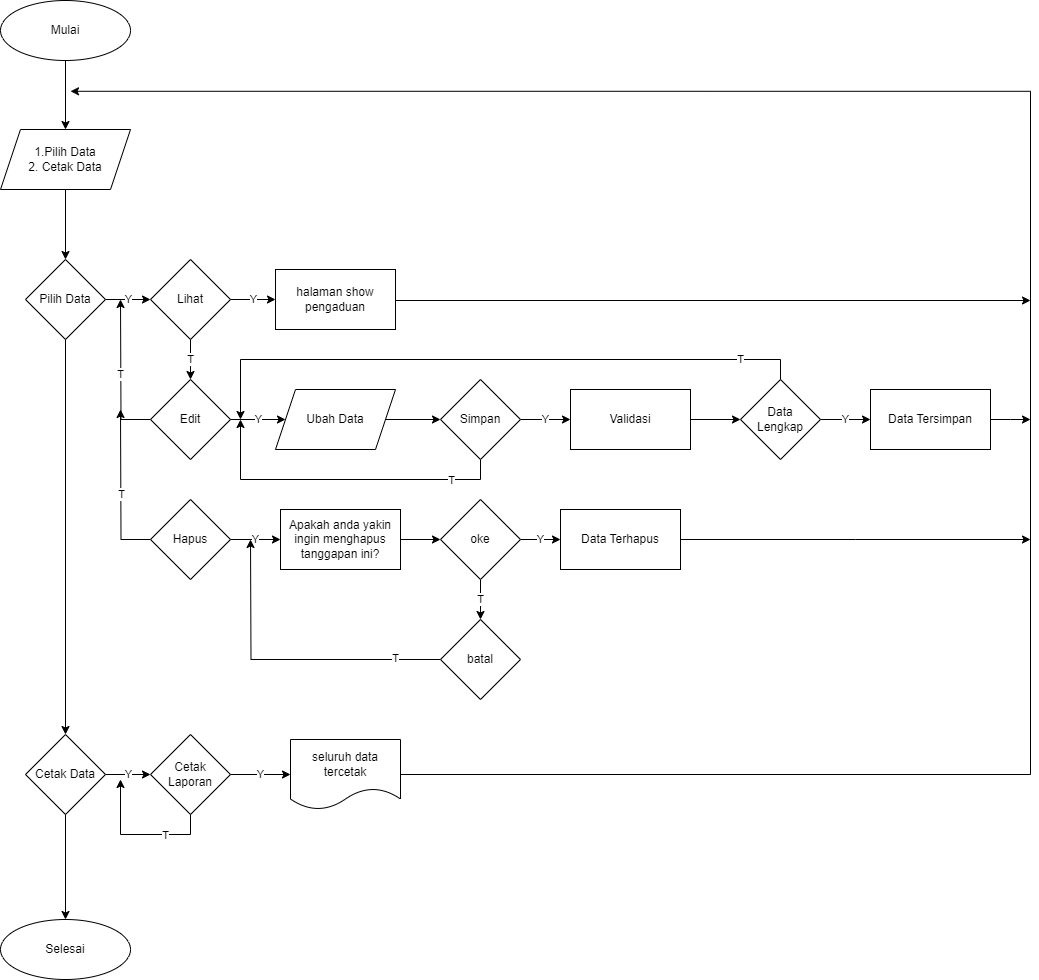 Mulai
1.Pilih Data
2. Cetak Data
Pilih Data
Y
Lihat
Y
halaman show
pengaduan
T
T
T
Edit
Y
Ubah Data
Simpan
Y
Validasi
Data
Lengkap
Y
Data Tersimpan
T
T
Hapus
Y
Apakah anda yakin
ingin menghapus
tanggapan ini?
oke
Y
Data Terhapus
T
batal
T
Cetak Data
Y
Cetak
Laporan
Y
seluruh data
tercetak
T
Selesai